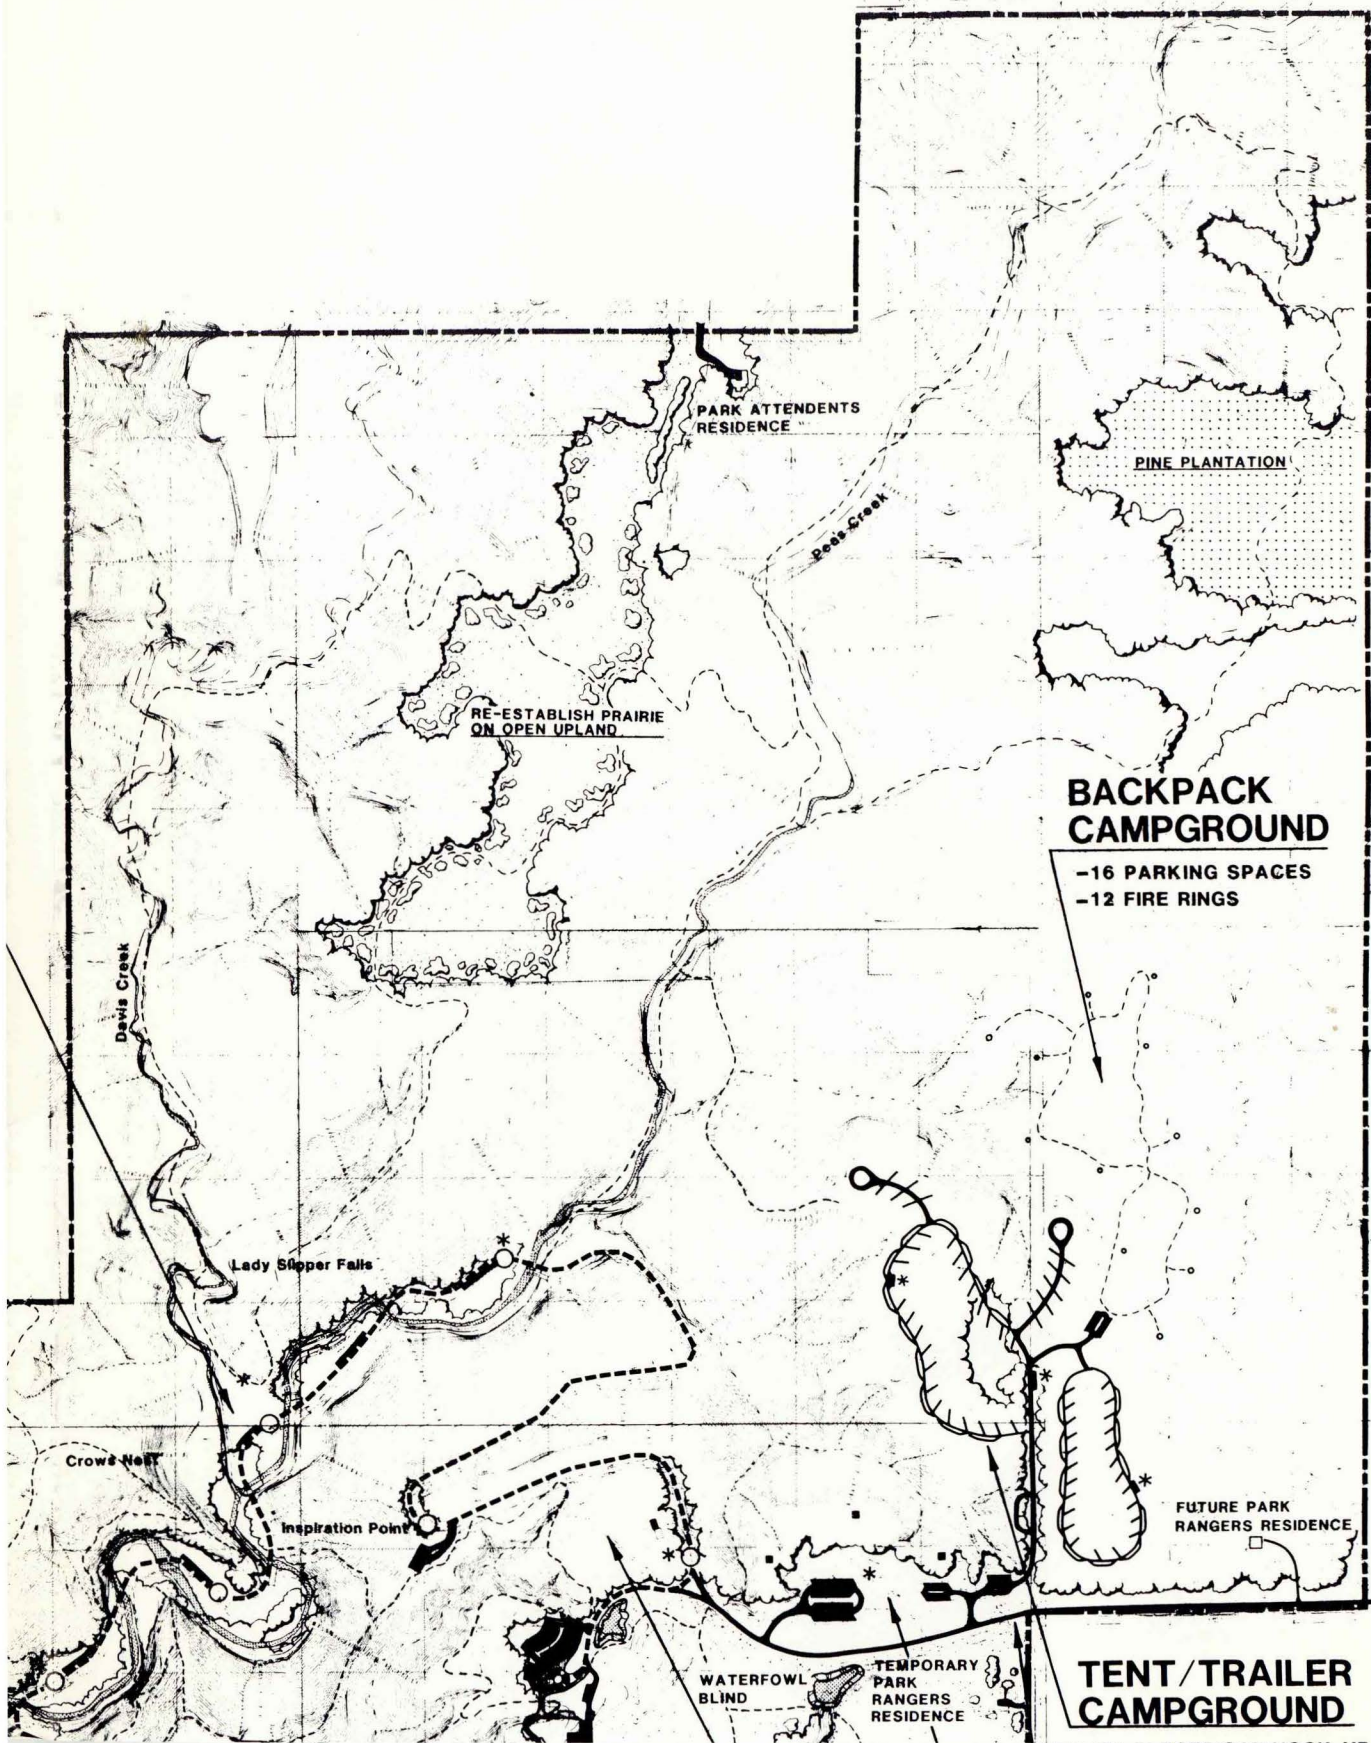 PARK ATTENDENTS
RESIDENCE
PINE PLANTATION
Peas Creek
RE-ESTABLISH PRAIRIE
ON OPEN UPLAND
BACKPACK
CAMPGROUND
-16 PARKING SPACES
-12 FIRE RINGS
Davis Creek
Lady Slipper Falls
Crows Nest
Inspiration Point
FUTURE PARK
RANGERS RESIDENCE
WATERFOWL
BLIND
TEMPORARY
PARK
RANGERS
RESIDENCE
TENT/TRAILER
CAMPGROUND